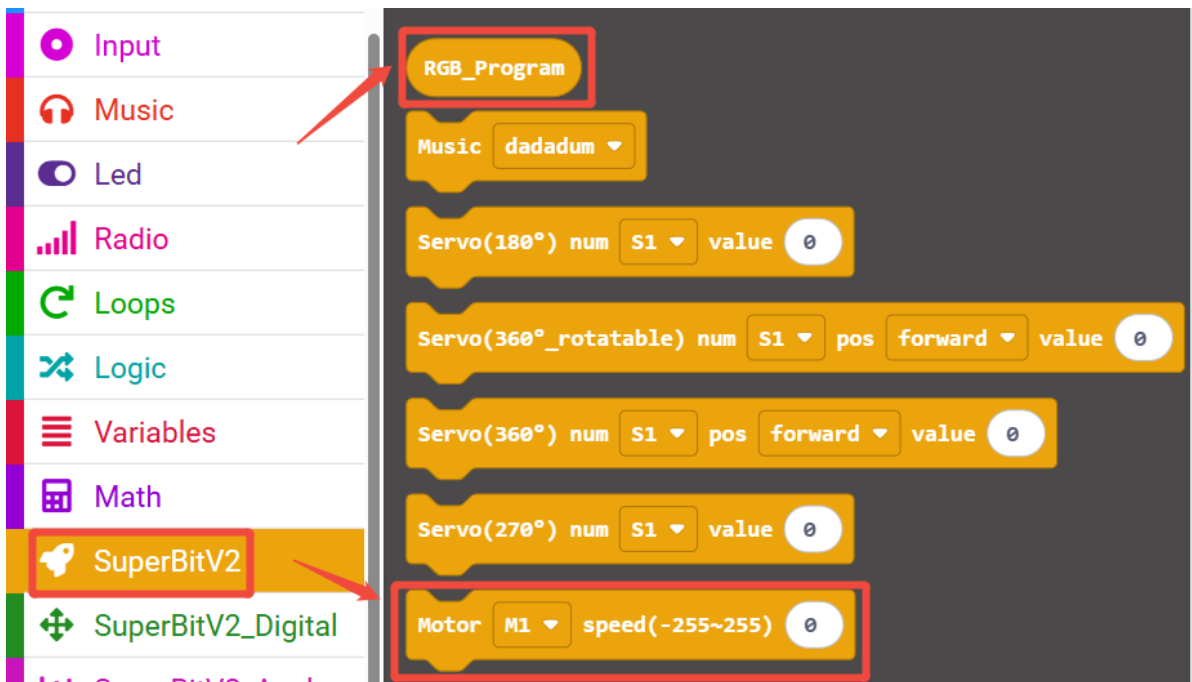 Input
Music
Led
Radio
Loops
Logic
Variables
Math
SuperBitV2
SuperBitV2_Digital
RGB_Program
Music dadadum
Servo(180°) num S1 value 0
Servo(360°_rotatable) num S1 pos forward value 0
Servo(360°) num S1 pos forward value 0
Servo(270°) num S1 value 0
Motor M1 speed(-255~255) 0